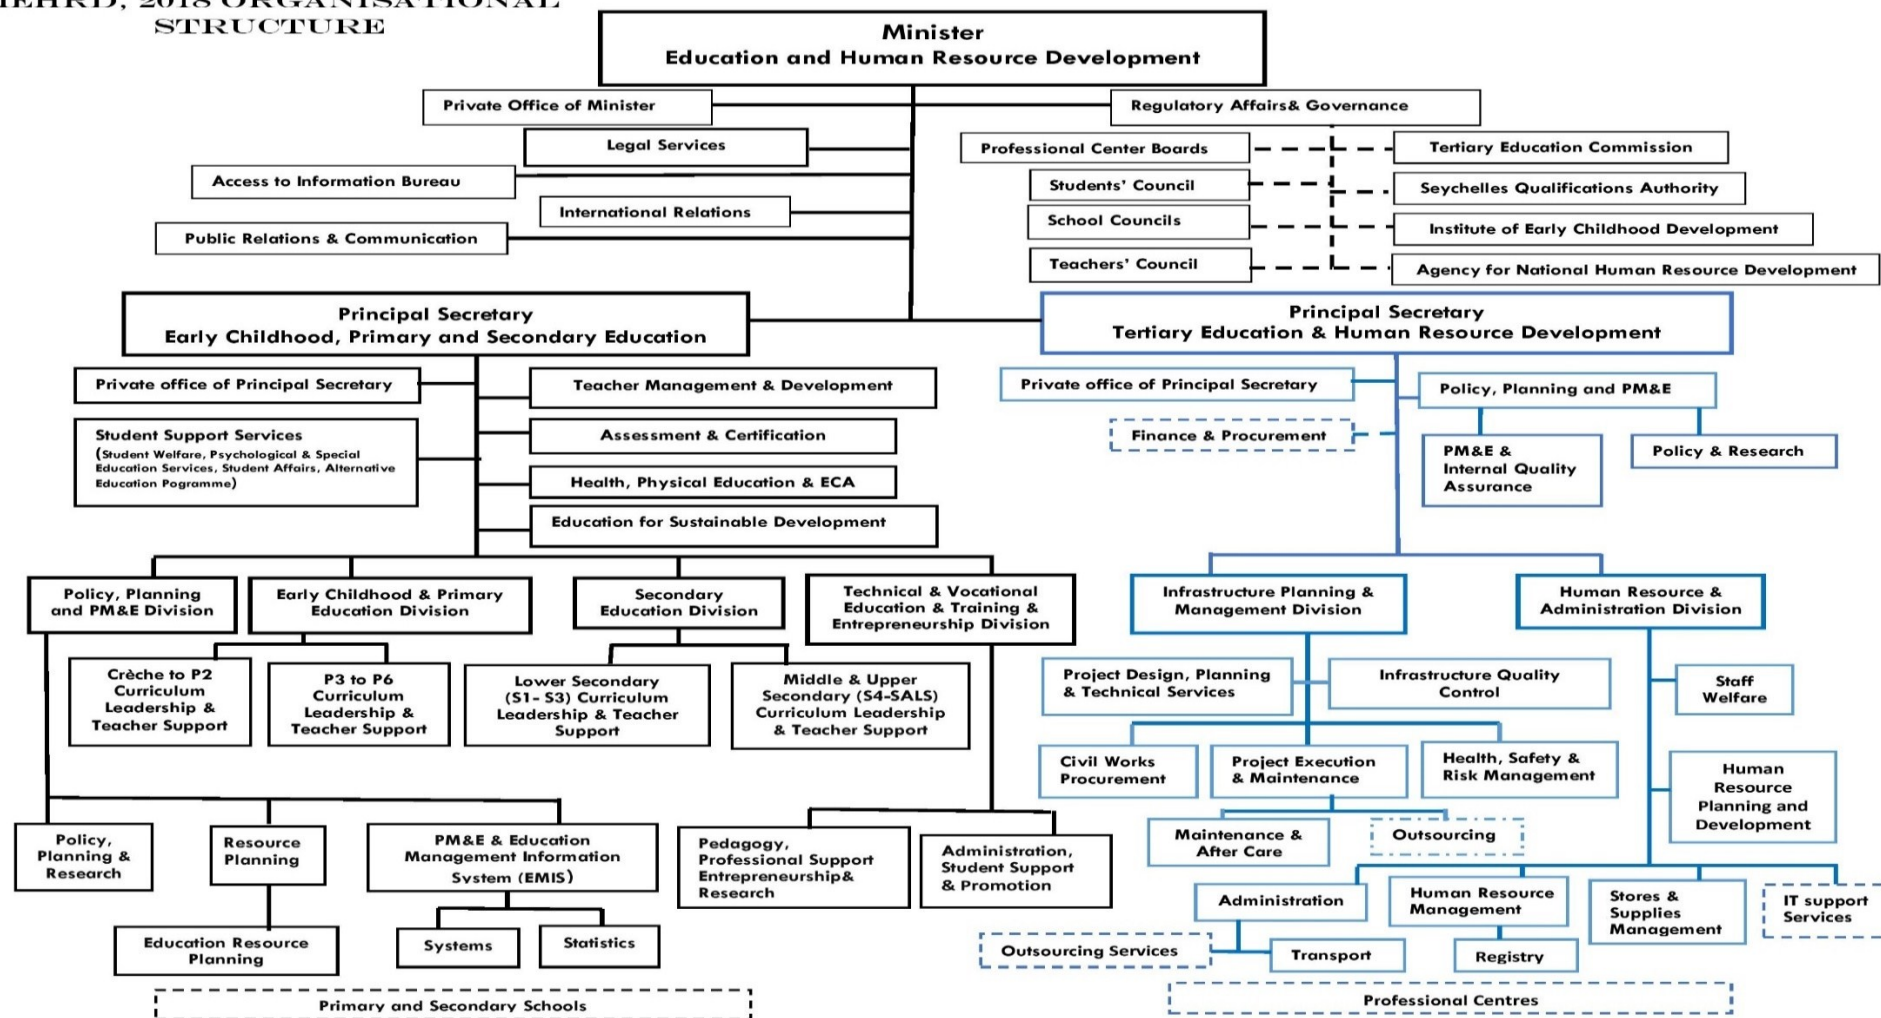 2018 ORGANISATIONAL
STRUCTURE
Minister
Education and Human Resource Development
Private Office of Minister
Regulatory Affairs& Governance
Legal Services
Professional Center Boards
Tertiary Education Commission
Access to Information Bureau
Students' Council
Seychelles Qualifications Authority
International Relations
School Councils
Institute of Early Childhood Development
Public Relations & Communication
Teachers' Council
Agency for National Human Resource Development
Principal Secretary
Early Childhood, Primary and Secondary Education
Principal Secretary
Tertiary Education & Human Resource Development
Private office of Principal Secretary
Teacher Management & Development
Student Support Services
(Student Welfare, Psychological & Special
Education Services, Student Affairs, Alternative
Education Pogramme)
Assessment & Certification
Health, Physical Education & ECA
Education for Sustainable Development
Private office of Principal Secretary
Policy, Planning and PM&E
Finance & Procurement
PM&E &
Internal Quality
Assurance
Policy & Research
Policy, Planning
and PM&E Division
Early Childhood & Primary
Education Division
Secondary
Education Division
Technical & Vocational
Education & Training &
Entrepreneurship Division
Infrastructure Planning &
Management Division
Human Resource &
Administration Division
Crèche to P2
Curriculum
Leadership &
Teacher Support
P3 to P6
Curriculum
Leadership &
Teacher Support
Lower Secondary
(S1- S3) Curriculum
Leadership & Teacher
Support
Middle & Upper
Secondary (S4-SALS)
Curriculum Leadership
& Teacher Support
Project Design, Planning
& Technical Services
Infrastructure Quality
Control
Staff
Welfare
Civil Works
Procurement
Project Execution
& Maintenance
Health, Safety &
Risk Management
Human
Resource
Planning and
Development
Policy,
Planning &
Research
Resource
Planning
PM&E & Education
Management Information
System (EMIS)
Pedagogy,
Professional Support
Entrepreneurship&
Research
Administration,
Student Support
& Promotion
Maintenance &
After Care
Outsourcing
Administration
Human Resource
Management
Stores &
Supplies
Management
IT support
Services
Education Resource
Planning
Systems
Statistics
Outsourcing Services
Transport
Registry
Primary and Secondary Schools
Professional Centres